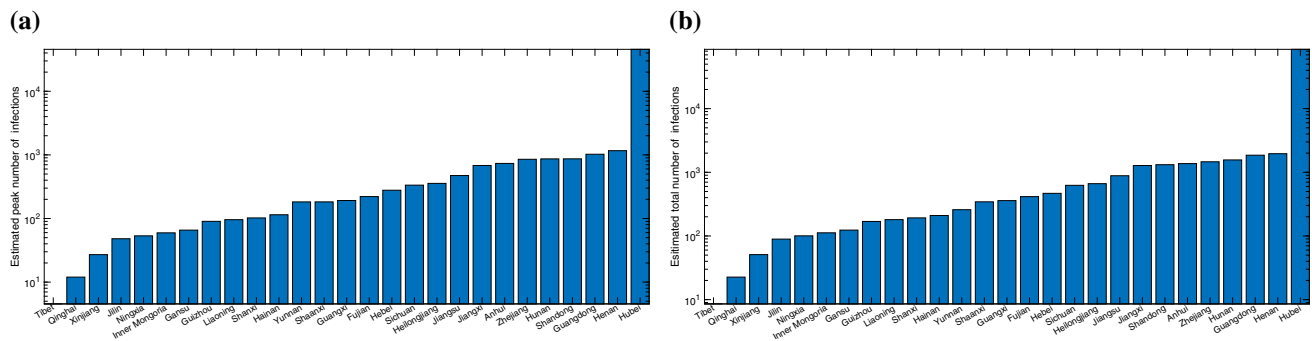 (a)
Estimated peak number of infections
10^4
10^3
10^2
10^1
Tibet
Qinghai
Xinjiang
Jilin
Ningxia
Inner Mongoria
Gansu
Guizhou
Liaoning
Shanxi
Hainan
Yunnan
Shaanxi
Guangxi
Fujian
Hebei
Sichuan
Heilongjiang
Jiangsu
Jiangxi
Anhui
Zhejiang
Hunan
Shandong
Guangdong
Henan
Hubei
(b)
Esitimated total number of infections
10^4
10^3
10^2
10^1
Tibet
Qinghai
Xinjiang
Jilin
Ningxia
Inner Mongoria
Gansu
Guizhou
Liaoning
Shanxi
Hainan
Yunnan
Shaanxi
Guangxi
Fujian
Hebei
Sichuan
Heilongjiang
Jiangsu
Jiangxi
Shandong
Anhui
Zhejiang
Hunan
Guangdong
Henan
Hubei